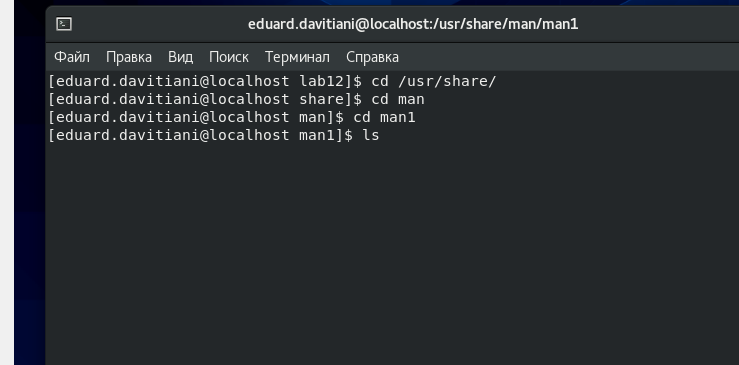 eduard.davitiani@localhost:/usr/share/man/man1
Файл Правка Вид Поиск Терминал Справка
[eduard.davitiani@localhost lab12]$ cd /usr/share/
[eduard.davitiani@localhost share]$ cd man
[eduard.davitiani@localhost man]$ cd man1
[eduard.davitiani@localhost man1]$ ls